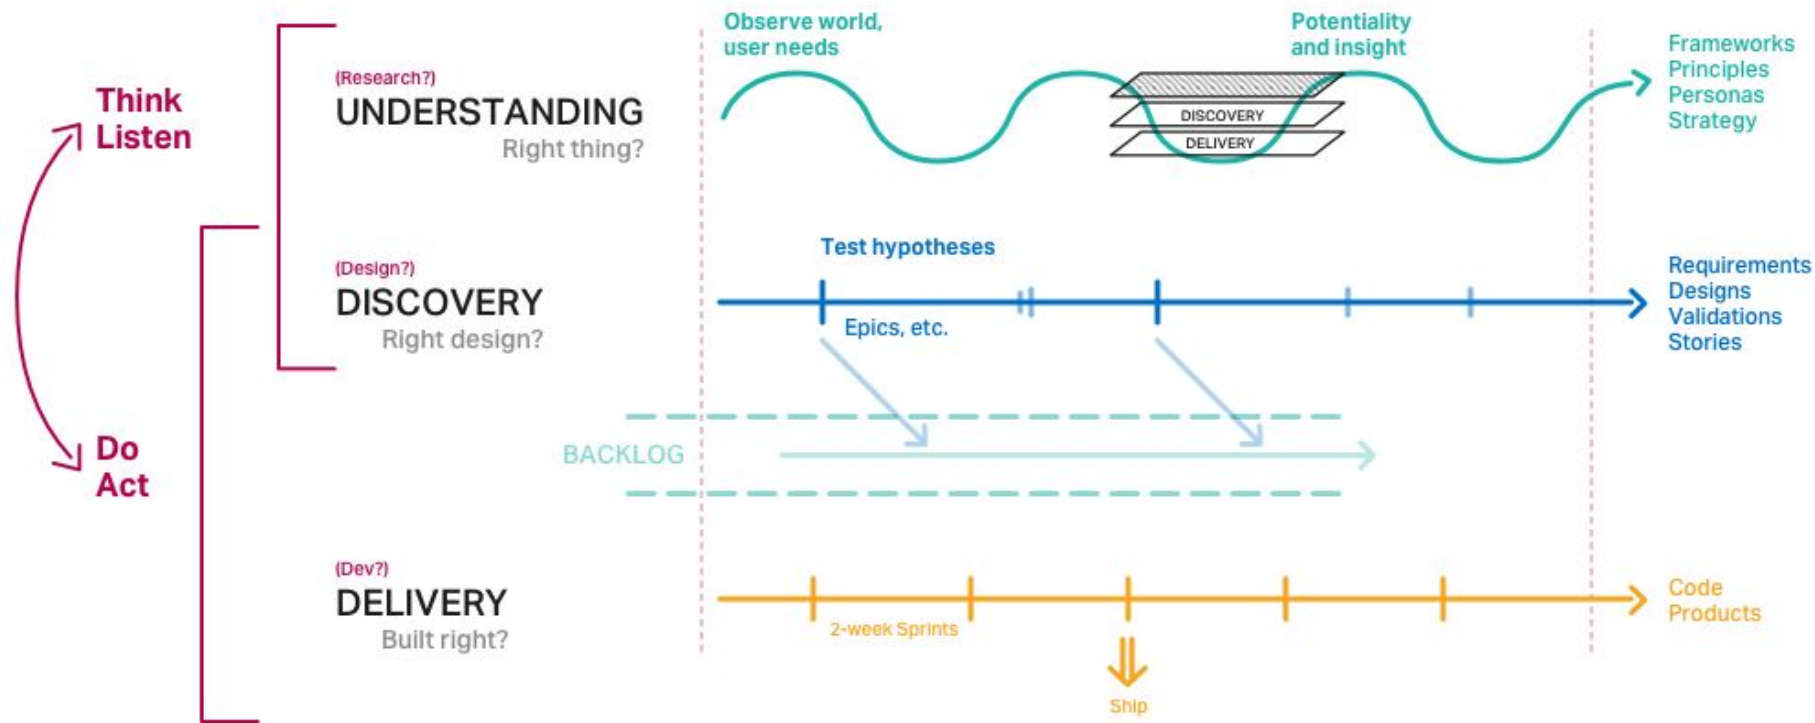 Think
Listen
Do
Act
(Research?)
UNDERSTANDING
Right thing?
Observe world,
user needs
Potentiality
and insight
DISCOVERY
DELIVERY
Frameworks
Principles
Personas
Strategy
(Design?)
DISCOVERY
Right design?
Test hypotheses
Epics, etc.
Requirements
Designs
Validations
Stories
BACKLOG
(Dev?)
DELIVERY
Built right?
2-week Sprints
Ship
Code
Products